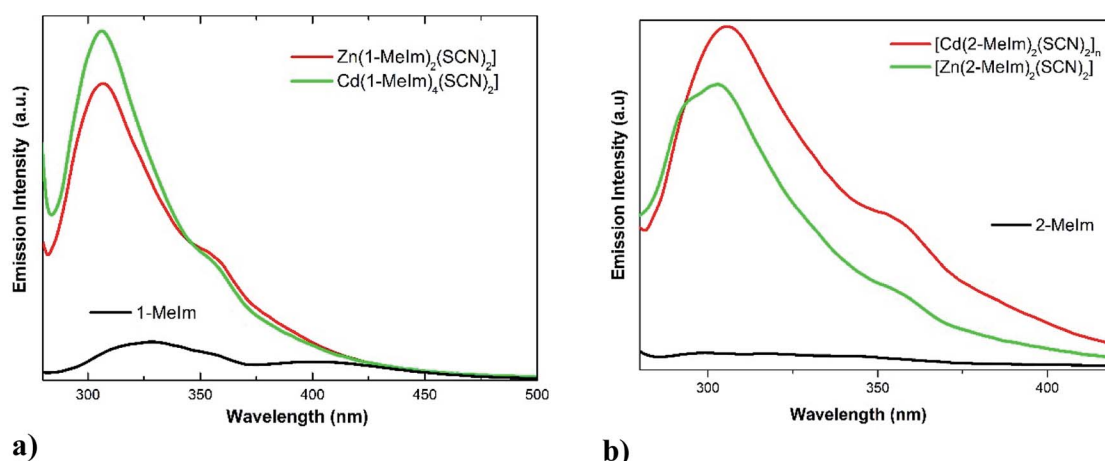 Emission Intensity (a.u.)
Zn(1-MeIm)₂(SCN)₂]
Cd(1-MeIm)₄(SCN)₂]
1-MeIm
300 350 400 450 500
Wavelength (nm)
a)
Emission Intensity (a.u)
[Cd(2-MeIm)₂(SCN)₂]ₙ
[Zn(2-MeIm)₂(SCN)₂]
2-MeIm
300 350 400
Wavelength (nm)
b)